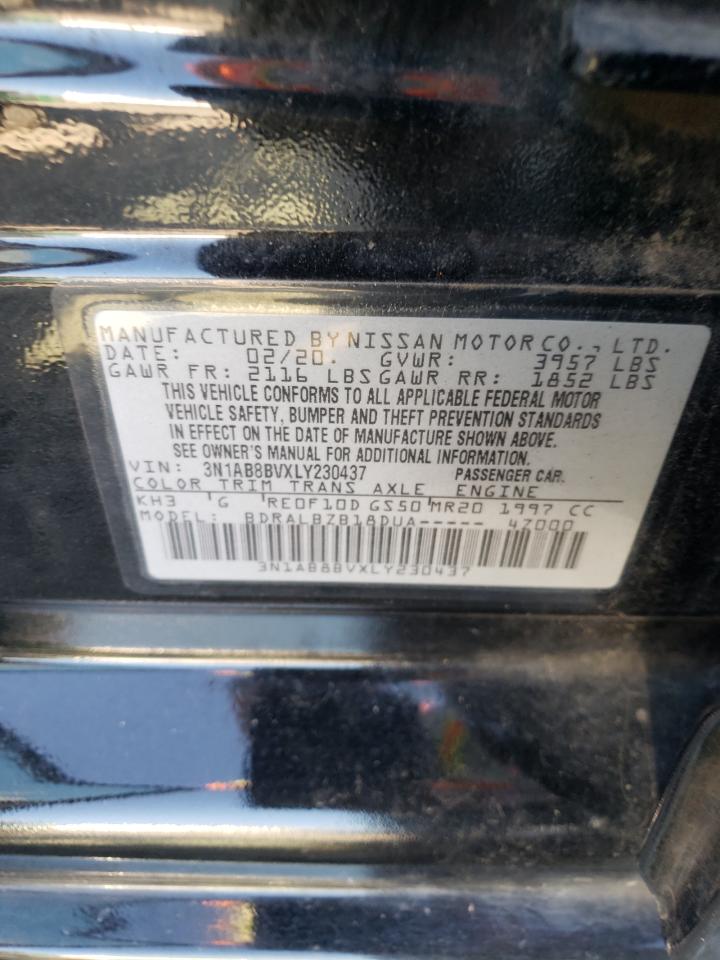 MANUFACTURED BY NISSAN MOTOR CO., LTD.
DATE: 02/20. GVWR: 3957 LBS
GAWR FR: 2116 LBS GAWR RR: 1852 LBS
THIS VEHICLE CONFORMS TO ALL APPLICABLE FEDERAL MOTOR
VEHICLE SAFETY, BUMPER AND THEFT PREVENTION STANDARDS
IN EFFECT ON THE DATE OF MANUFACTURE SHOWN ABOVE.
SEE OWNER'S MANUAL FOR ADDITIONAL INFORMATION.
VIN: 3N1AB8BVXLY230437 PASSENGER CAR.
COLOR TRIM TRANS AXLE ENGINE
KH3 'G 'RE0F10D GS50'MR20 1997 CC
MODEL: BDRALBZB18DUA----- 47000
3N1AB8BVXLY230437